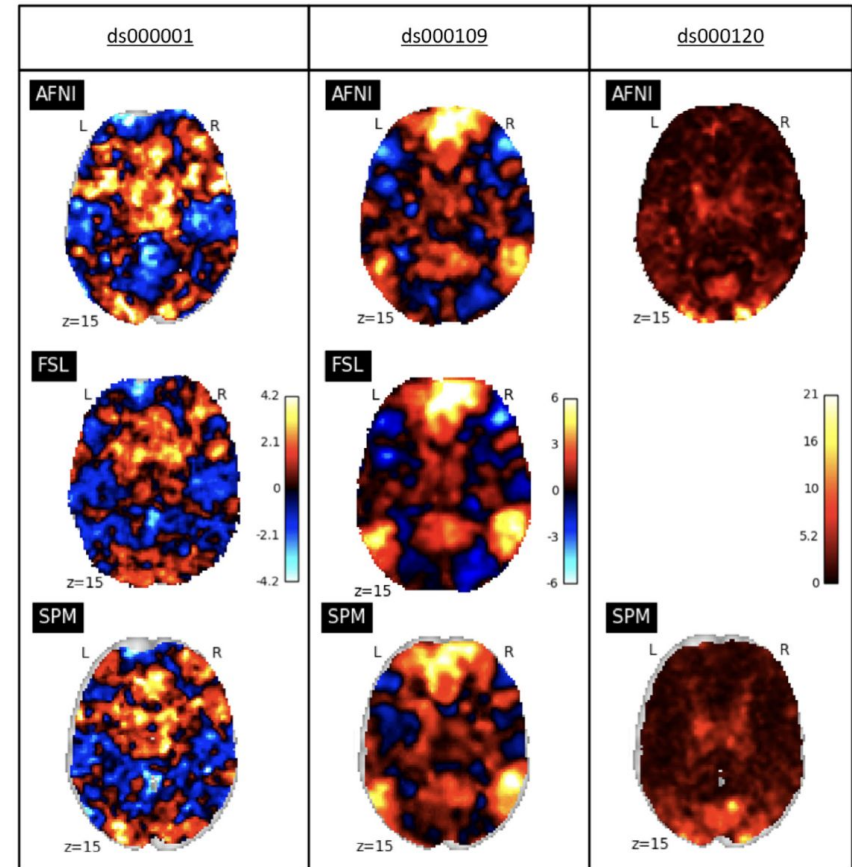 ds000001
ds000109
ds000120
AFNI
L R
z=15
AFNI
L R
z=15
AFNI
L R
z=15
FSL
L R
z=15
4.2
2.1
0
-2.1
-4.2
FSL
L R
z=15
6
3
0
-3
-6
21
16
10
5.2
0
SPM
L R
z=15
SPM
L R
z=15
SPM
L R
z=15